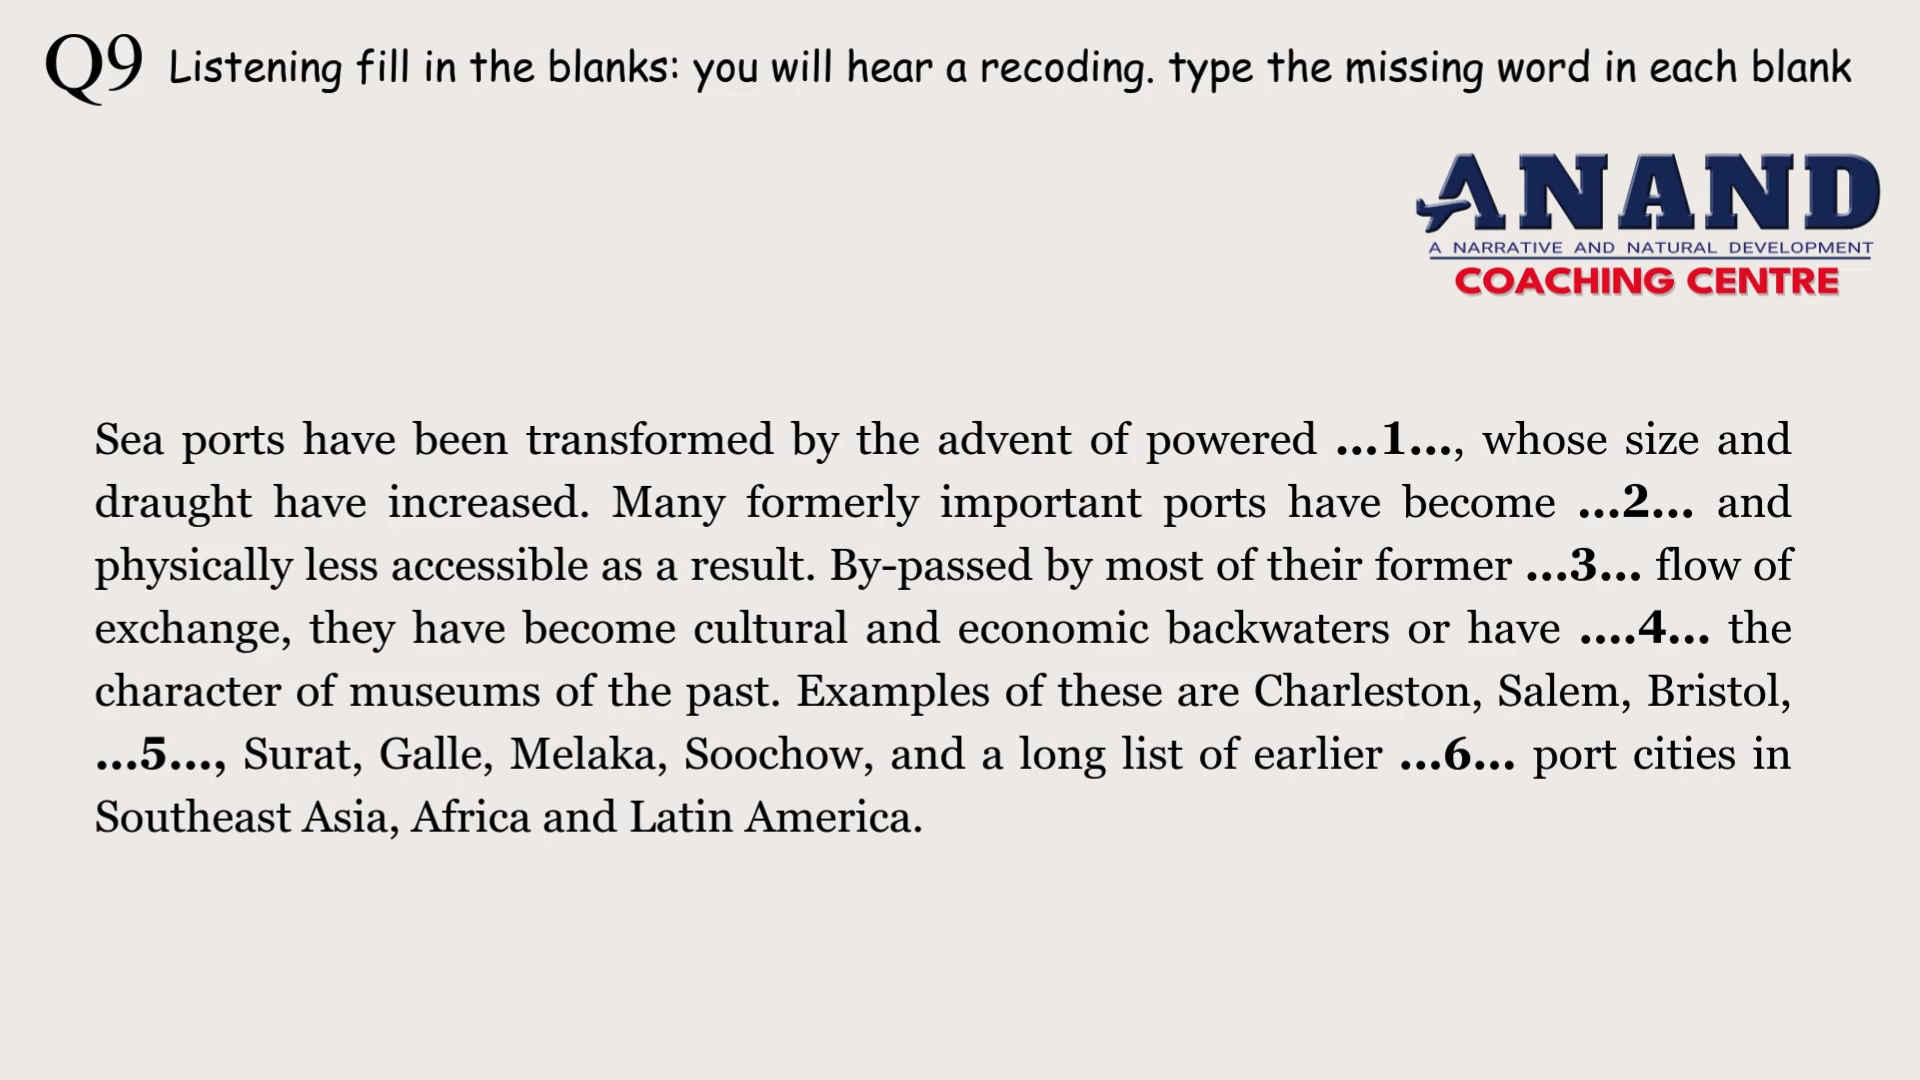 Q9 Listening fill in the blanks: you will hear a recoding. type the missing word in each blank
ANAND
A NARRATIVE AND NATURAL DEVELOPMENT
COACHING CENTRE
Sea ports have been transformed by the advent of powered ...1..., whose size and
draught have increased. Many formerly important ports have become ...2... and
physically less accessible as a result. By-passed by most of their former ...3... flow of
exchange, they have become cultural and economic backwaters or have ....4... the
character of museums of the past. Examples of these are Charleston, Salem, Bristol,
...5..., Surat, Galle, Melaka, Soochow, and a long list of earlier ...6... port cities in
Southeast Asia, Africa and Latin America.